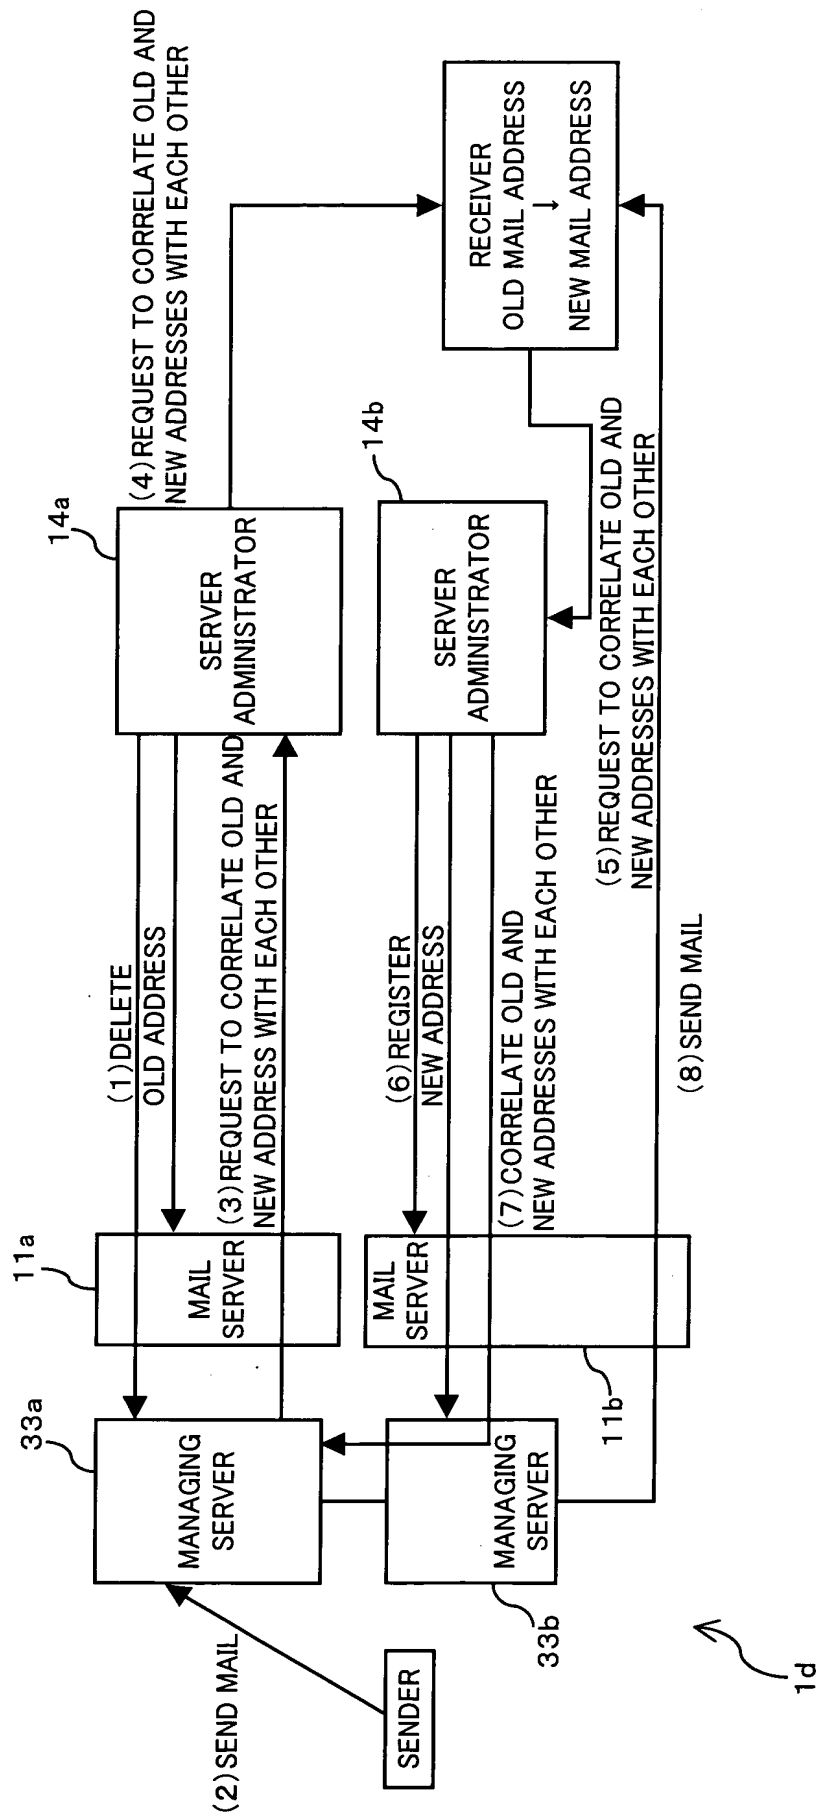 (2)SEND MAIL
SENDER
33a
MANAGING
SERVER
11a
MAIL
SERVER
(1)DELETE
OLD ADDRESS
(3)REQUEST TO CORRELATE OLD AND
NEW ADDRESS WITH EACH OTHER
14a
SERVER
ADMINISTRATOR
(4)REQUEST TO CORRELATE OLD AND
NEW ADDRESSES WITH EACH OTHER
33b
MANAGING
SERVER
11b
MAIL
SERVER
(6)REGISTER
NEW ADDRESS
(7)CORRELATE OLD AND
NEW ADDRESSES WITH EACH OTHER
14b
SERVER
ADMINISTRATOR
RECEIVER
OLD MAIL ADDRESS
↓
NEW MAIL ADDRESS
(5)REQUEST TO CORRELATE OLD AND
NEW ADDRESSES WITH EACH OTHER
(8)SEND MAIL
1d